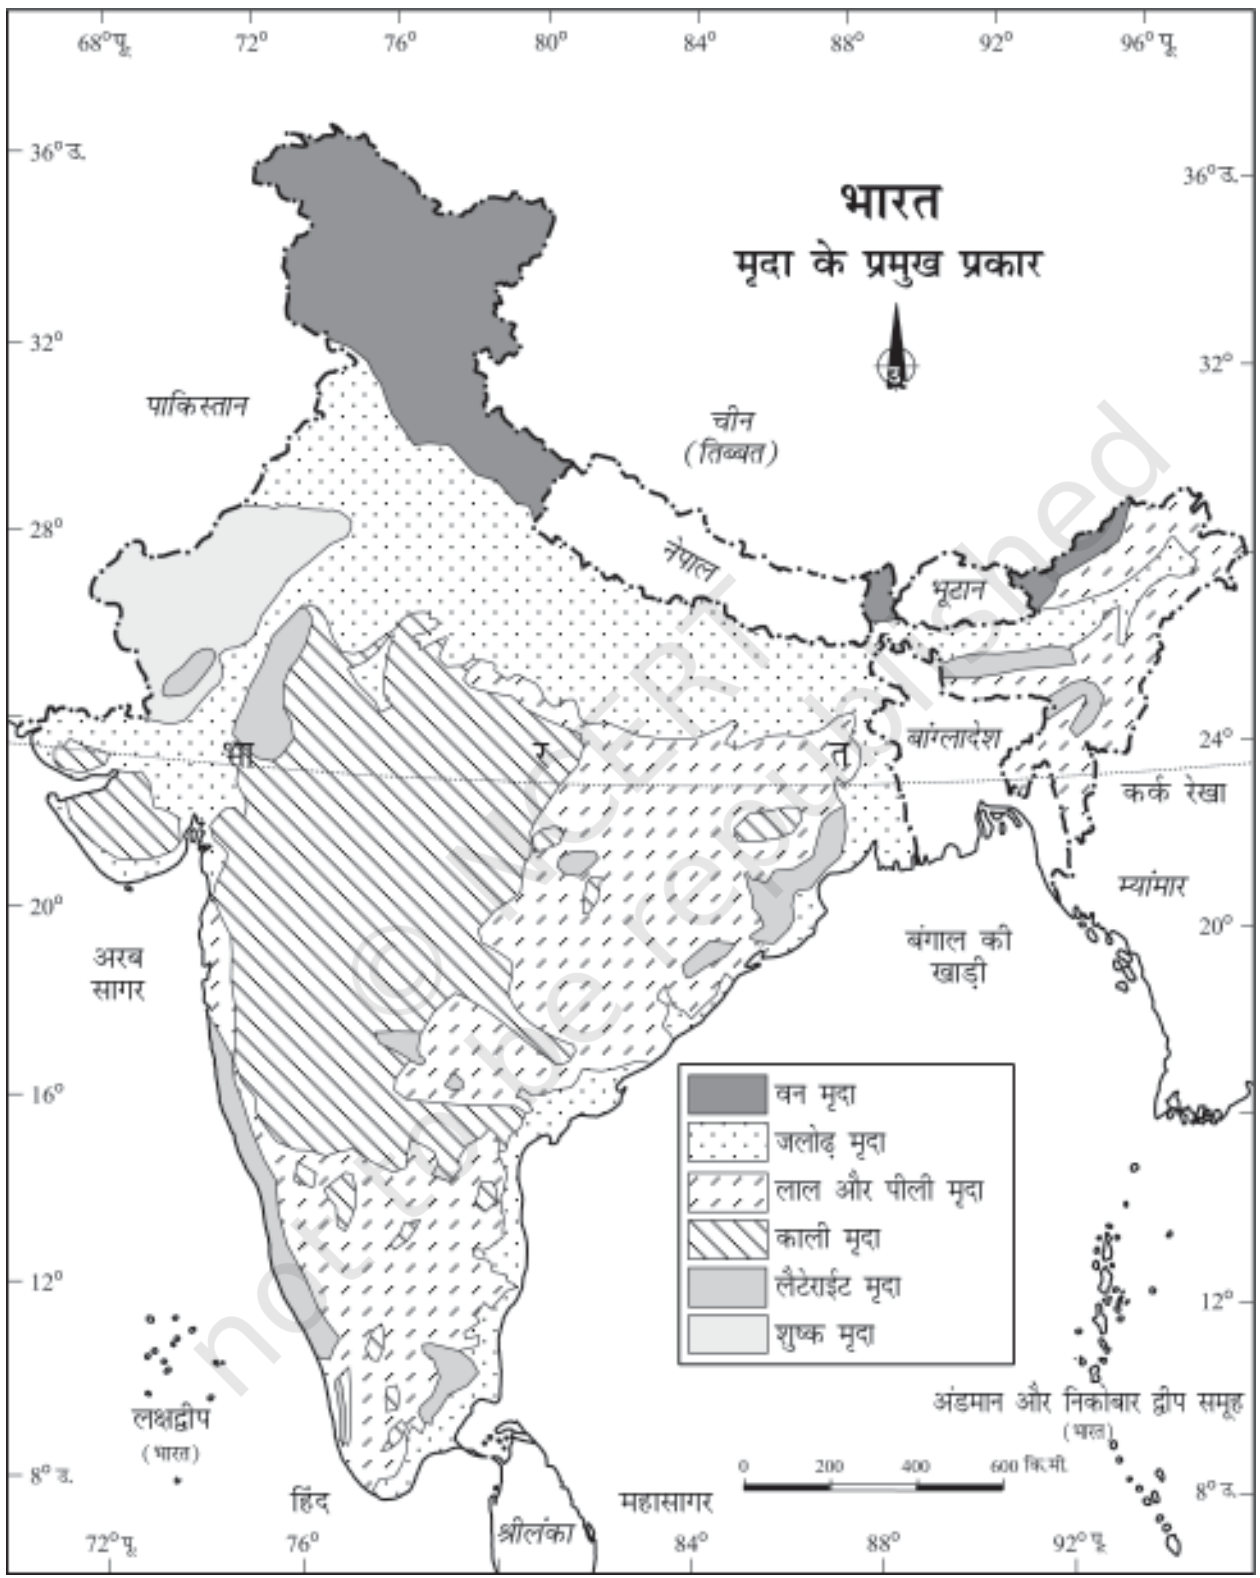 68° पू.
72°
76°
80°
84°
88°
92°
96° पू.
36° उ.
36° उ.
भारत
मृदा के प्रमुख प्रकार
उ
32°
32°
पाकिस्तान
चीन
(तिब्बत)
28°
नेपाल
भूटान
भा
र
त
बांग्लादेश
24°
कर्क रेखा
म्यांमार
20°
20°
अरब
सागर
बंगाल की
खाड़ी
16°
16°
वन मृदा
जलोढ़ मृदा
लाल और पीली मृदा
काली मृदा
लैटेराईट मृदा
शुष्क मृदा
12°
12°
लक्षद्वीप
(भारत)
अंडमान और निकोबार द्वीप समूह
(भारत)
0 200 400 600 कि.मी.
8° उ.
8° उ.
हिंद
महासागर
श्रीलंका
72° पू.
76°
84°
88°
92° पू.
© NCERT
not to be republished